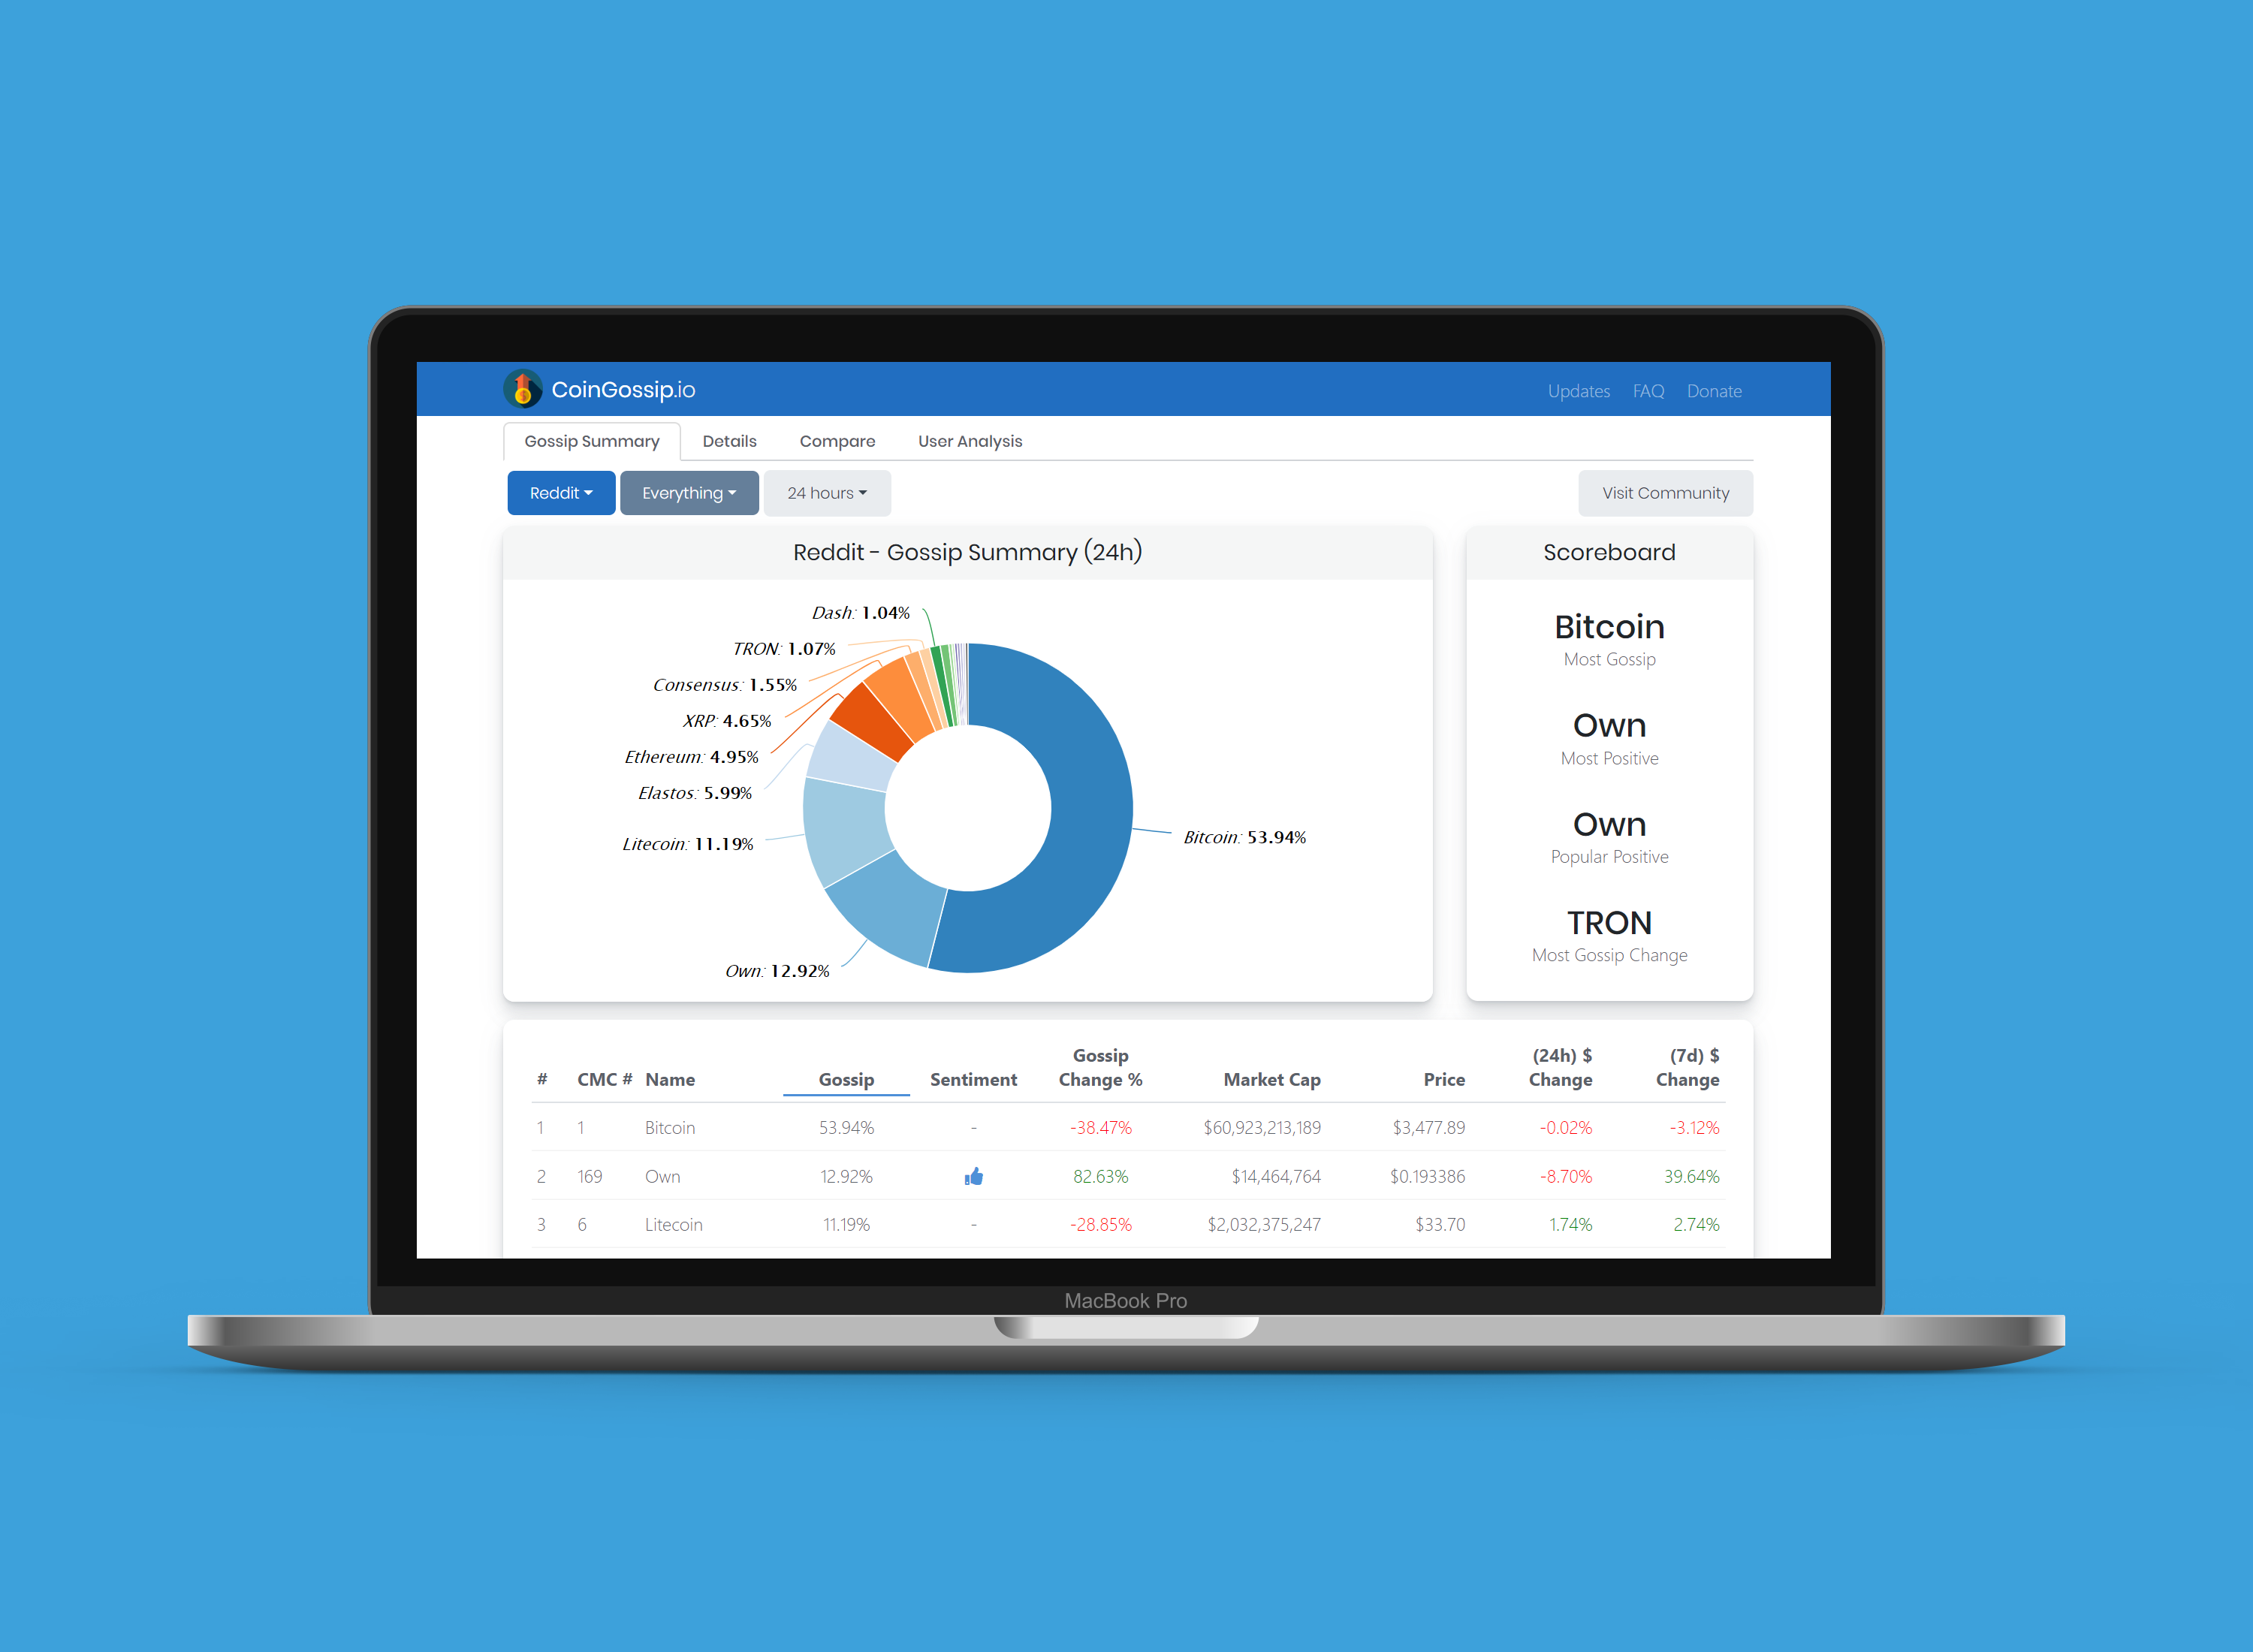 CoinGossip.io
Updates FAQ Donate
Gossip Summary Details Compare User Analysis
Reddit Everything 24 hours Visit Community
Reddit - Gossip Summary (24h)
Dash: 1.04%
TRON: 1.07%
Consensus: 1.55%
XRP: 4.65%
Ethereum: 4.95%
Elastos: 5.99%
Litecoin: 11.19%
Own: 12.92%
Bitcoin: 53.94%
Scoreboard
Bitcoin
Most Gossip
Own
Most Positive
Own
Popular Positive
TRON
Most Gossip Change
# CMC # Name Gossip Sentiment Gossip Change % Market Cap Price (24h) $ Change (7d) $ Change
1 1 Bitcoin 53.94% - -38.47% $60,923,213,189 $3,477.89 -0.02% -3.12%
2 169 Own 12.92% 82.63% $14,464,764 $0.193386 -8.70% 39.64%
3 6 Litecoin 11.19% - -28.85% $2,032,375,247 $33.70 1.74% 2.74%
MacBook Pro